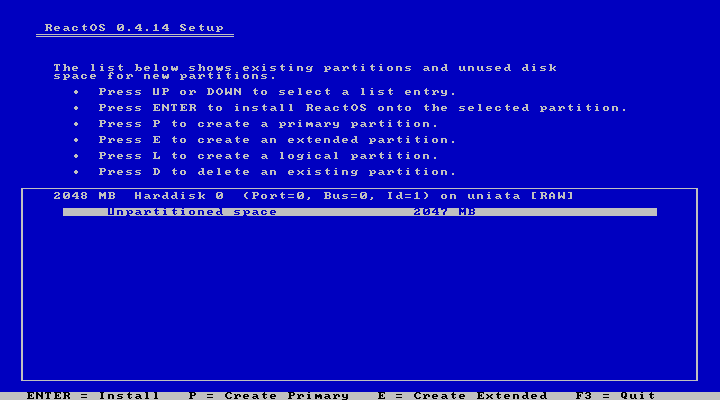 ReactOS 0.4.14 Setup
The list below shows existing partitions and unused disk
space for new partitions.
• Press UP or DOWN to select a list entry.
• Press ENTER to install ReactOS onto the selected partition.
• Press P to create a primary partition.
• Press E to create an extended partition.
• Press L to create a logical partition.
• Press D to delete an existing partition.
2048 MB Harddisk 0 (Port=0, Bus=0, Id=1) on uniata [RAW]
Unpartitioned space 2047 MB
ENTER = Install P = Create Primary E = Create Extended F3 = Quit